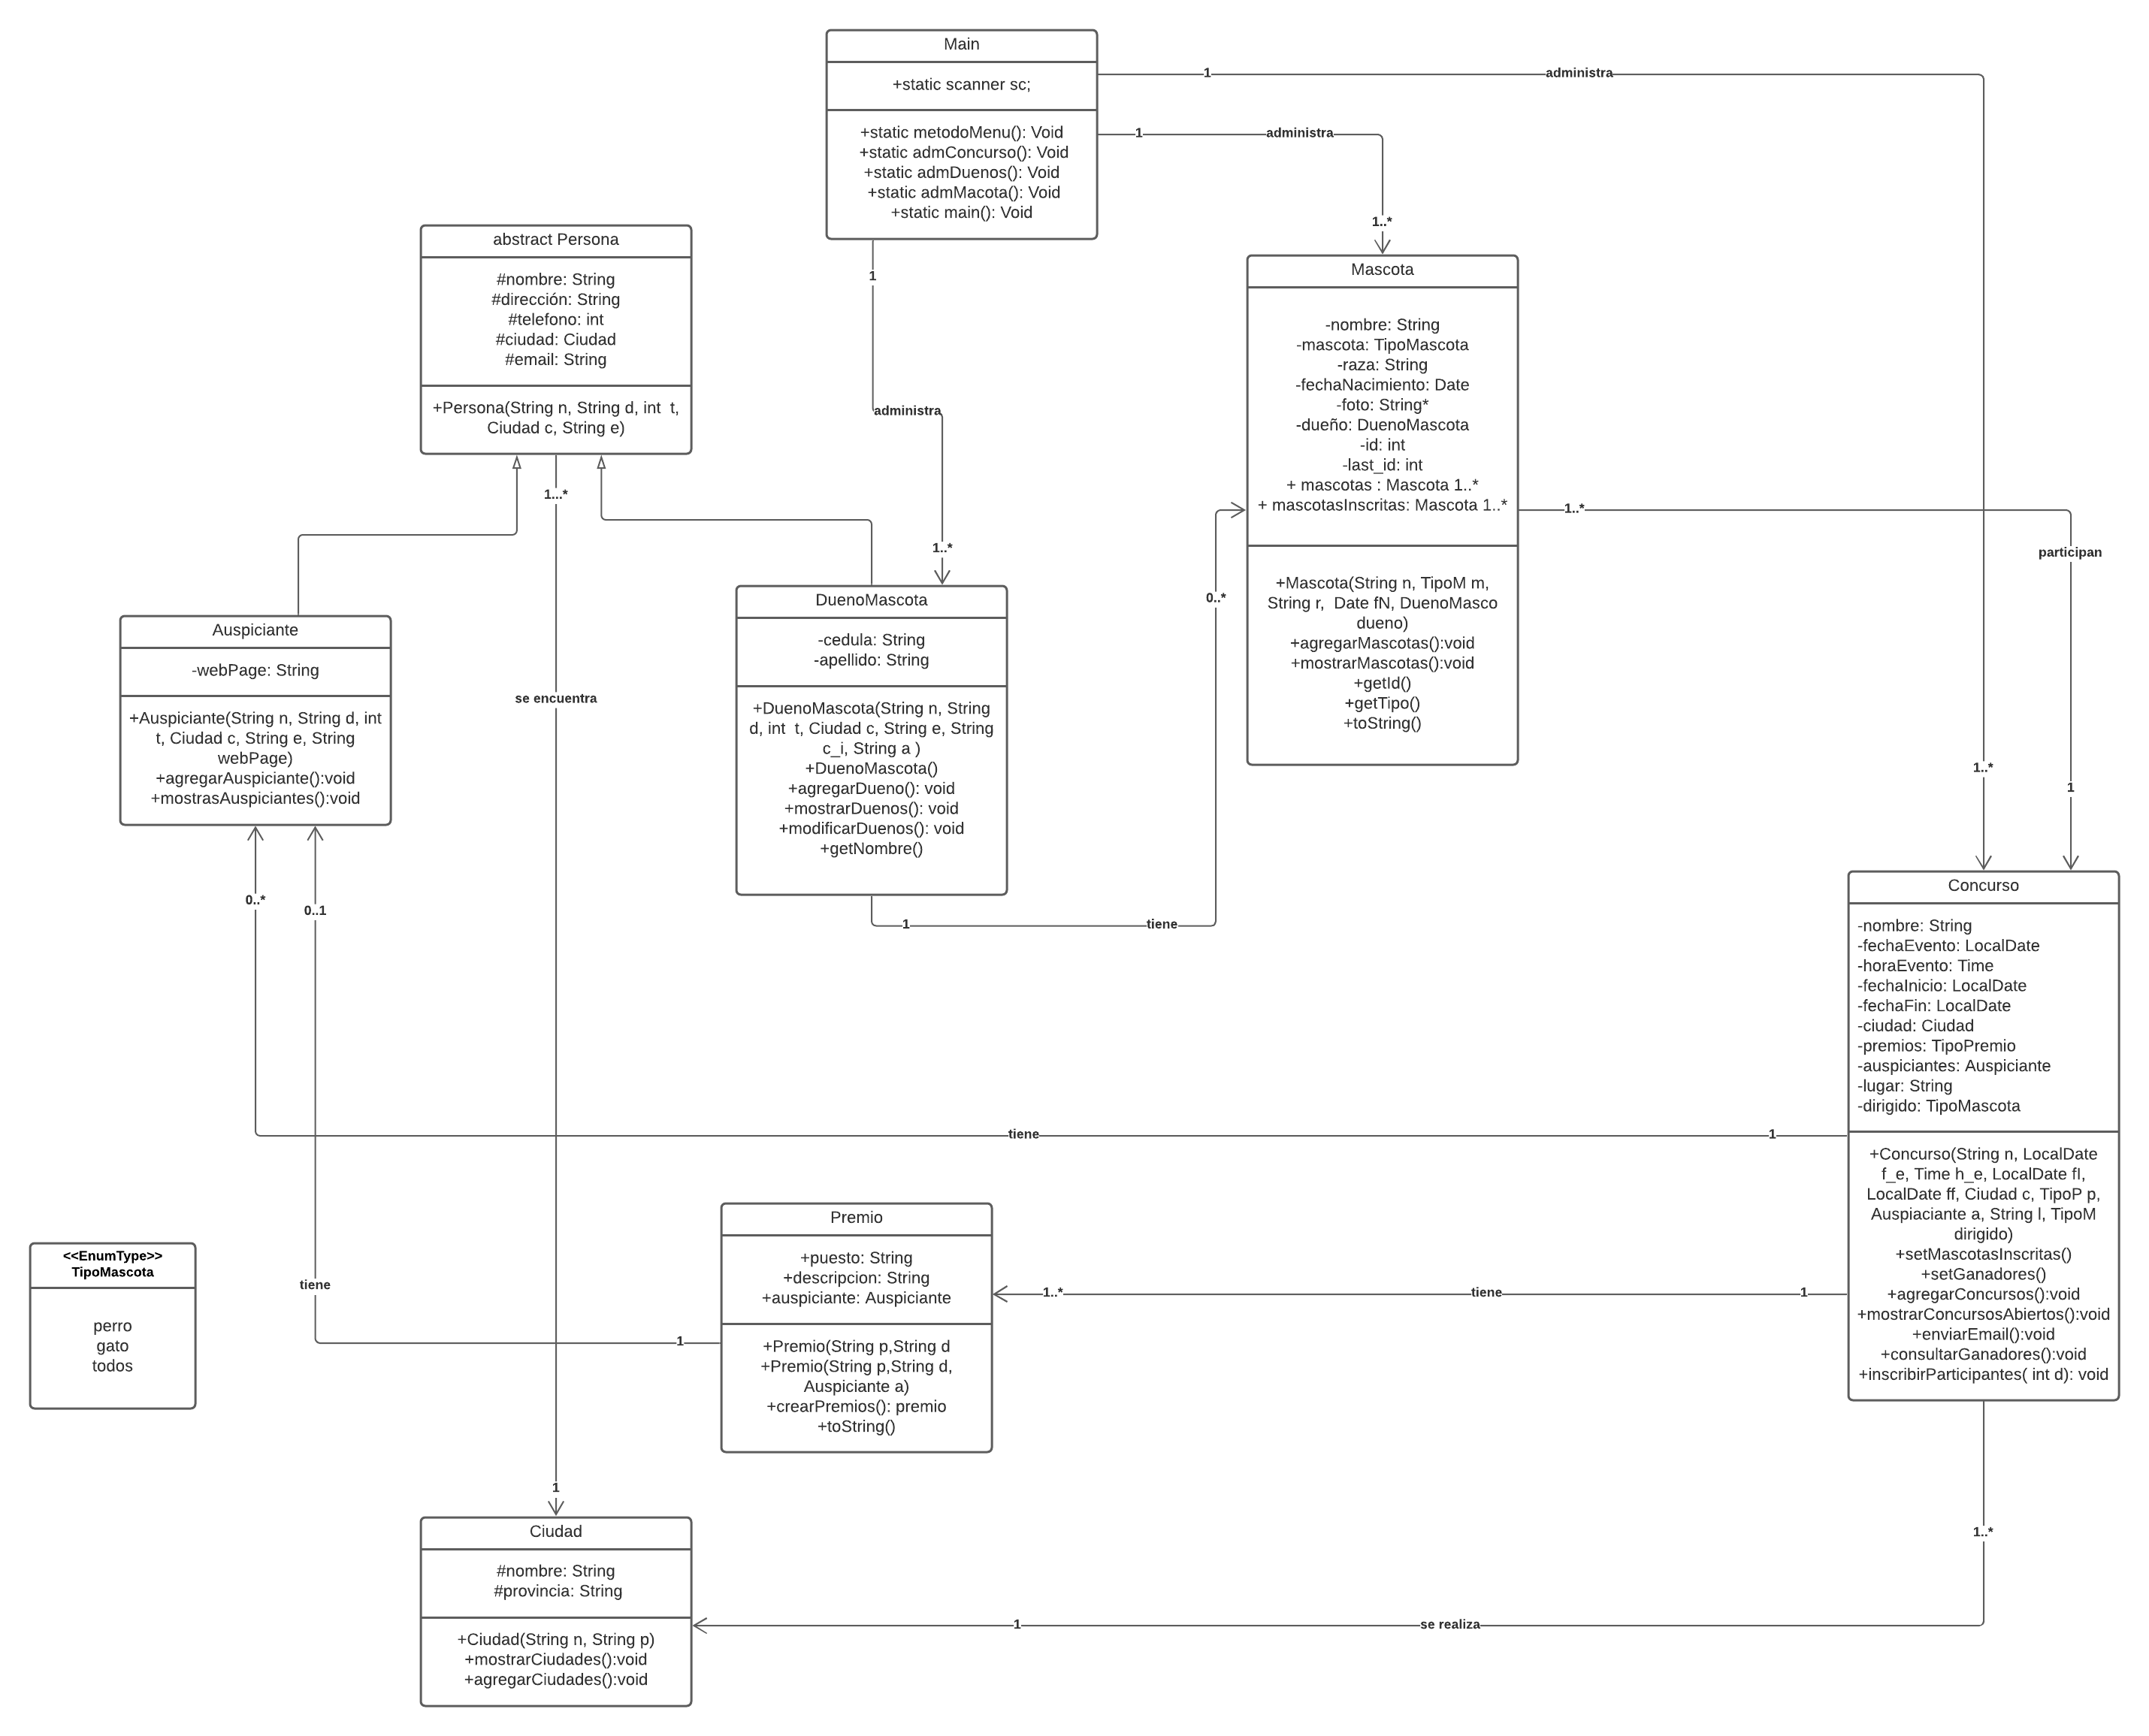 Main
+static scanner sc;
+static metodoMenu(): Void
+static admConcurso(): Void
+static admDuenos(): Void
+static admMacota(): Void
+static main(): Void
1
administra
1..*
1
administra
1..*
1
administra
1..*
abstract Persona
#nombre: String
#dirección: String
#telefono: int
#ciudad: Ciudad
#email: String
+Persona(String n, String d, int  t,
Ciudad c, String e)
1...*
se encuentra
1
Mascota
-nombre: String
-mascota: TipoMascota
-raza: String
-fechaNacimiento: Date
-foto: String*
-dueño: DuenoMascota
-id: int
-last_id: int
+ mascotas : Mascota 1..*
+ mascotasInscritas: Mascota 1..*
+Mascota(String n, TipoM m,
String r,  Date fN, DuenoMasco
dueno)
+agregarMascotas():void
+mostrarMascotas():void
+getId()
+getTipo()
+toString()
1..*
participan
1
Auspiciante
-webPage: String
+Auspiciante(String n, String d, int
t, Ciudad c, String e, String
webPage)
+agregarAuspiciante():void
+mostrasAuspiciantes():void
0..*
0..1
DuenoMascota
-cedula: String
-apellido: String
+DuenoMascota(String n, String
d, int  t, Ciudad c, String e, String
c_i, String a )
+DuenoMascota()
+agregarDueno(): void
+mostrarDuenos(): void
+modificarDuenos(): void
+getNombre()
1
tiene
0..*
Concurso
-nombre: String
-fechaEvento: LocalDate
-horaEvento: Time
-fechaInicio: LocalDate
-fechaFin: LocalDate
-ciudad: Ciudad
-premios: TipoPremio
-auspiciantes: Auspiciante
-lugar: String
-dirigido: TipoMascota
+Concurso(String n, LocalDate
f_e, Time h_e, LocalDate fI,
LocalDate ff, Ciudad c, TipoP p,
Auspiaciante a, String l, TipoM
dirigido)
+setMascotasInscritas()
+setGanadores()
+agregarConcursos():void
+mostrarConcursosAbiertos():void
+enviarEmail():void
+consultarGanadores():void
+inscribirParticipantes( int d): void
tiene
1
Premio
+puesto: String
+descripcion: String
+auspiciante: Auspiciante
+Premio(String p,String d
+Premio(String p,String d,
Auspiciante a)
+crearPremios(): premio
+toString()
1..*
tiene
1
tiene
1
<<EnumType>>
TipoMascota
perro
gato
todos
Ciudad
#nombre: String
#provincia: String
+Ciudad(String n, String p)
+mostrarCiudades():void
+agregarCiudades():void
1
se realiza
1..*